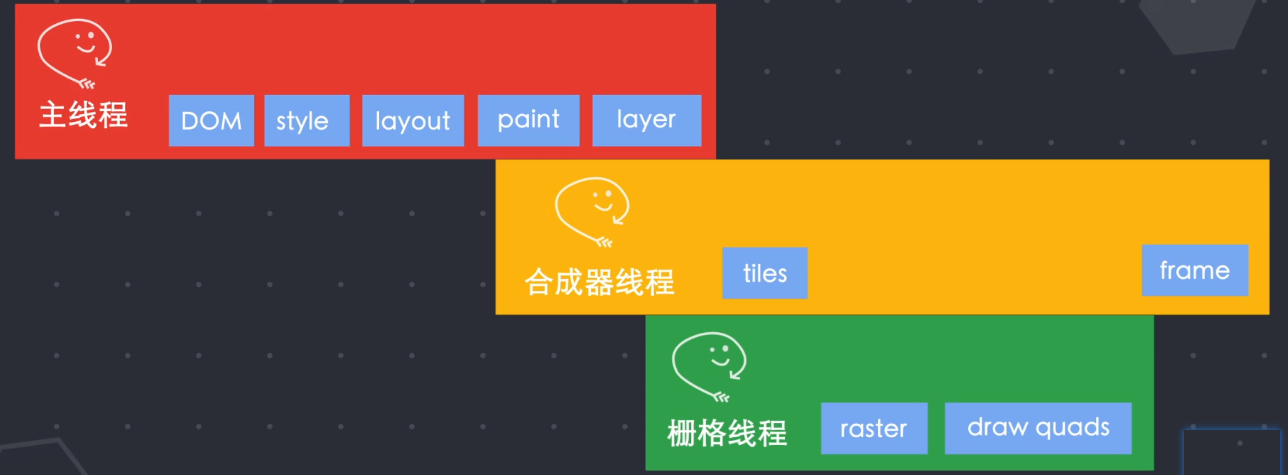 主线程
DOM style layout paint layer
合成器线程
tiles
frame
栅格线程
raster
draw quads